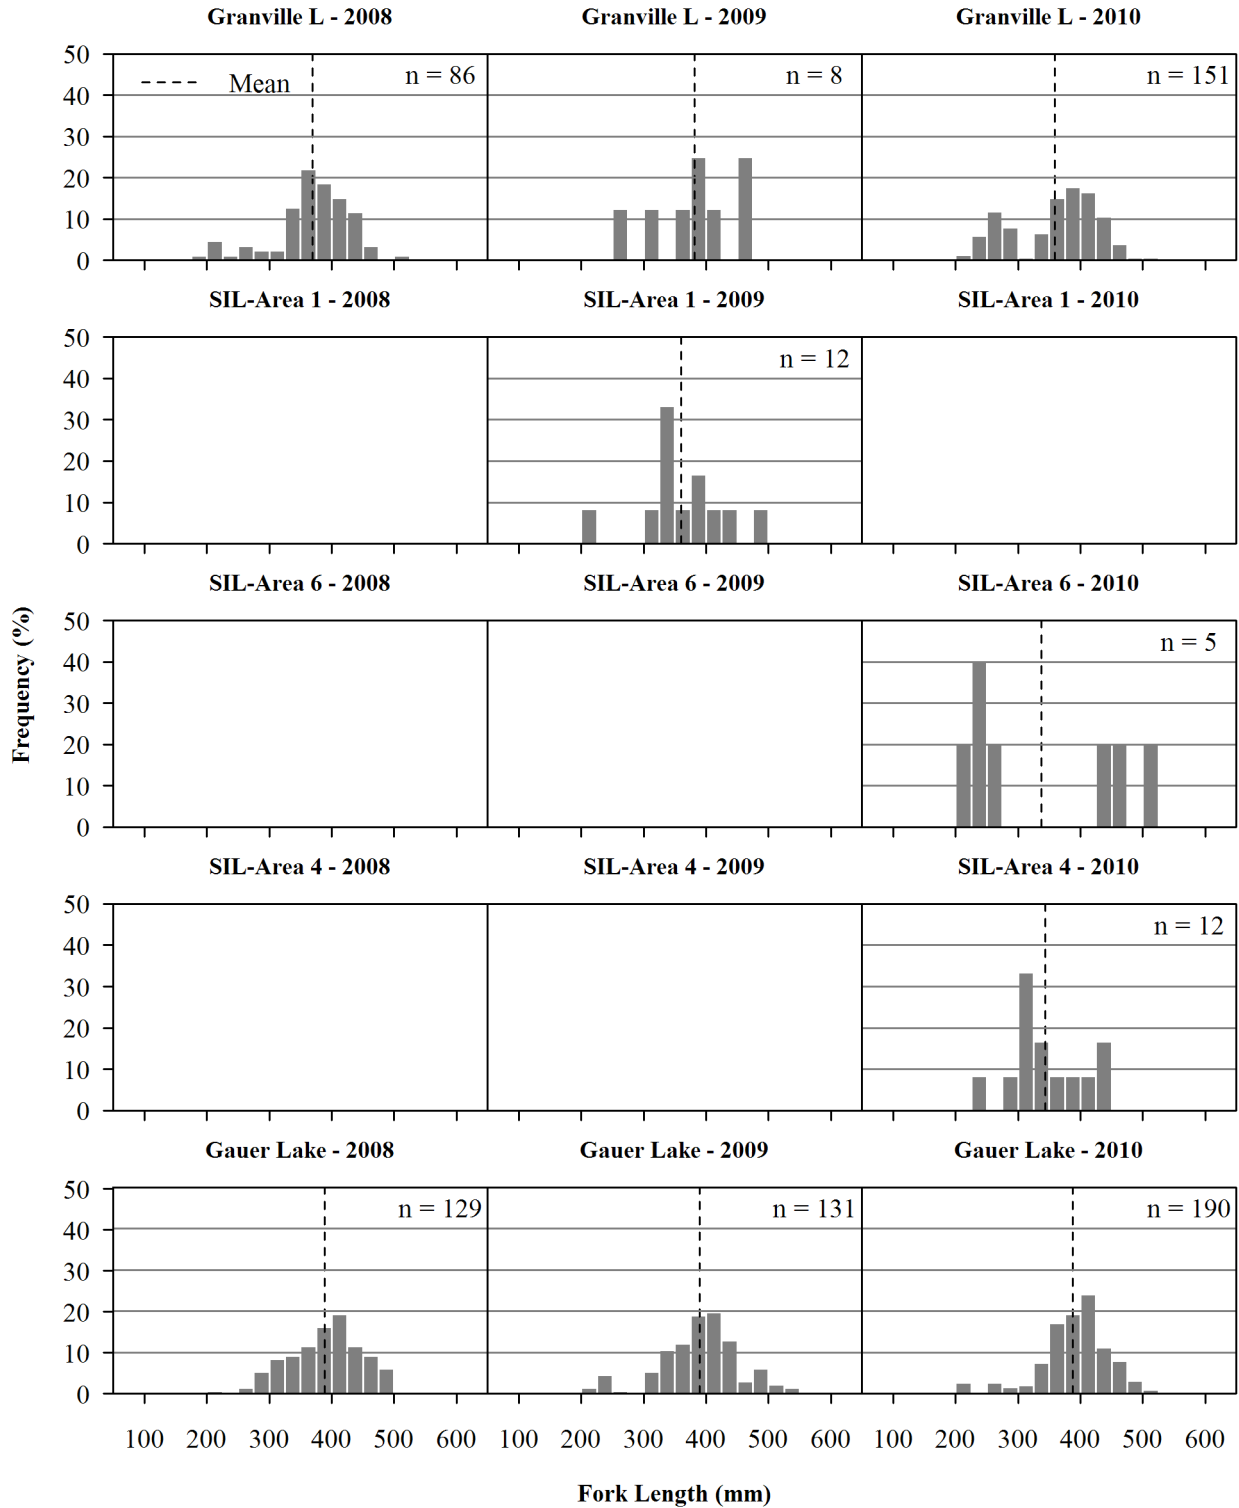 Granville L - 2008 Granville L - 2009 Granville L - 2010
50
40
30
20
10
0
Mean
n = 86
n = 8
n = 151
SIL-Area 1 - 2008 SIL-Area 1 - 2009 SIL-Area 1 - 2010
50
40
30
20
10
0
n = 12
SIL-Area 6 - 2008 SIL-Area 6 - 2009 SIL-Area 6 - 2010
50
40
30
20
10
0
n = 5
Frequency (%)
SIL-Area 4 - 2008 SIL-Area 4 - 2009 SIL-Area 4 - 2010
50
40
30
20
10
0
n = 12
Gauer Lake - 2008 Gauer Lake - 2009 Gauer Lake - 2010
50
40
30
20
10
0
n = 129
n = 131
n = 190
100 200 300 400 500 600 100 200 300 400 500 600 100 200 300 400 500 600
Fork Length (mm)